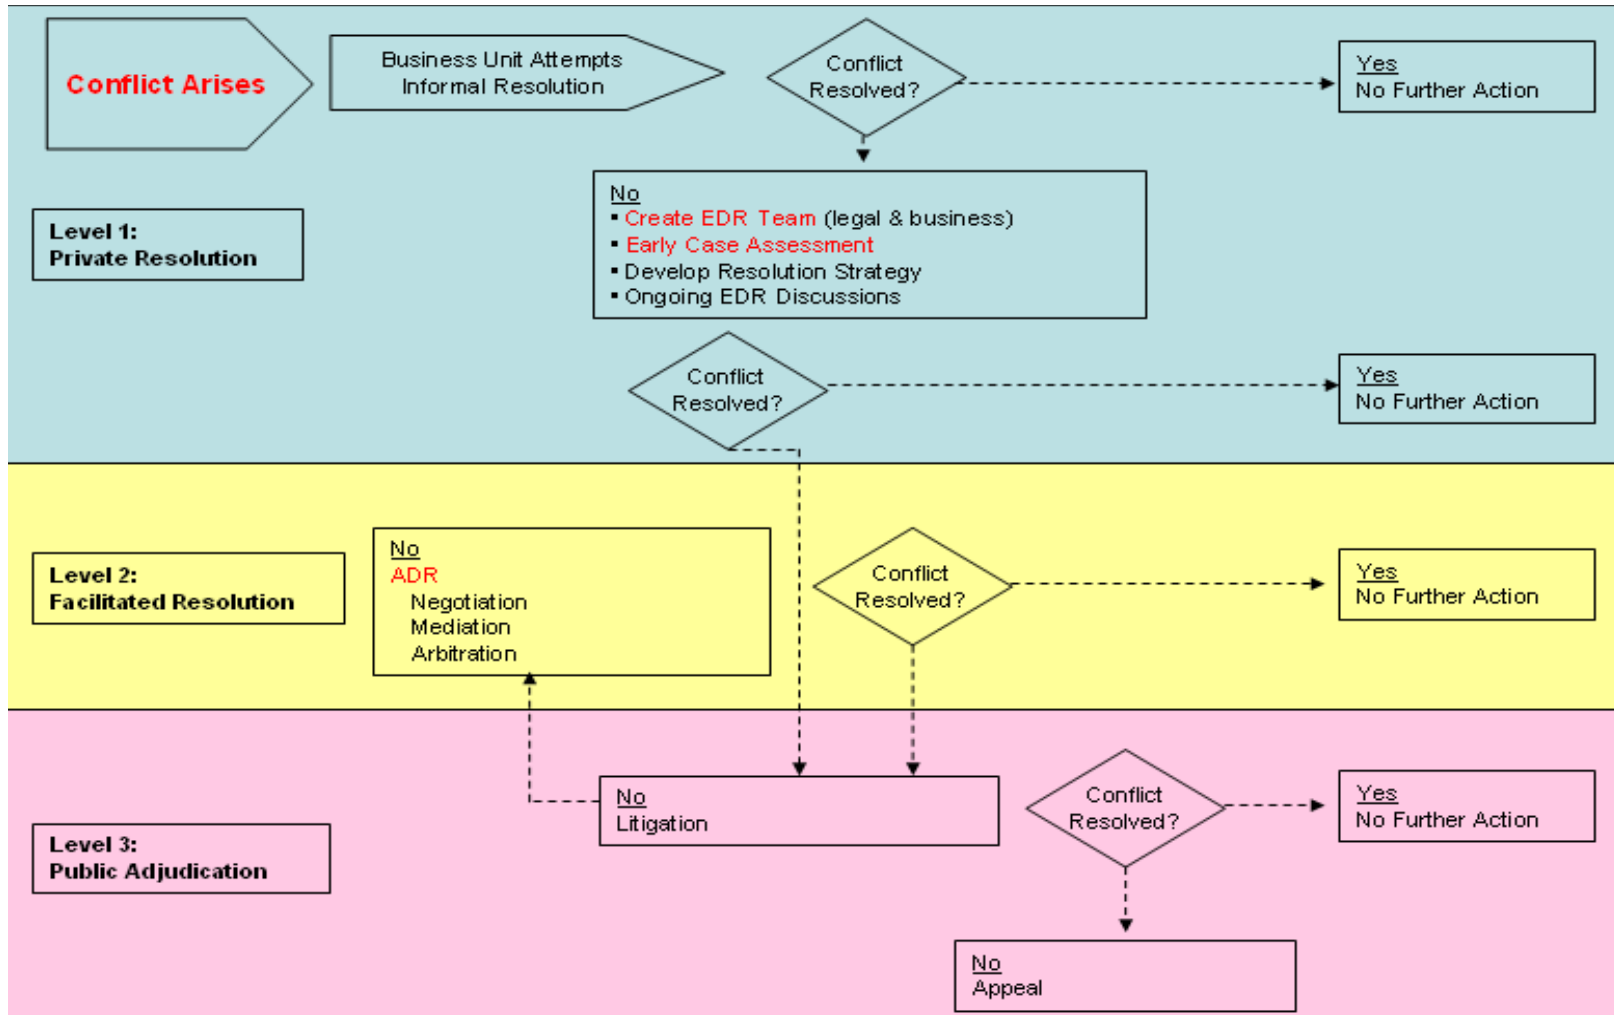 Conflict Arises
Business Unit Attempts
Informal Resolution
Conflict
Resolved?
Yes
No Further Action
Level 1:
Private Resolution
No
▪ Create EDR Team (legal & business)
▪ Early Case Assessment
▪ Develop Resolution Strategy
▪ Ongoing EDR Discussions
Conflict
Resolved?
Yes
No Further Action
Level 2:
Facilitated Resolution
No
ADR
Negotiation
Mediation
Arbitration
Conflict
Resolved?
Yes
No Further Action
Level 3:
Public Adjudication
No
Litigation
Conflict
Resolved?
Yes
No Further Action
No
Appeal